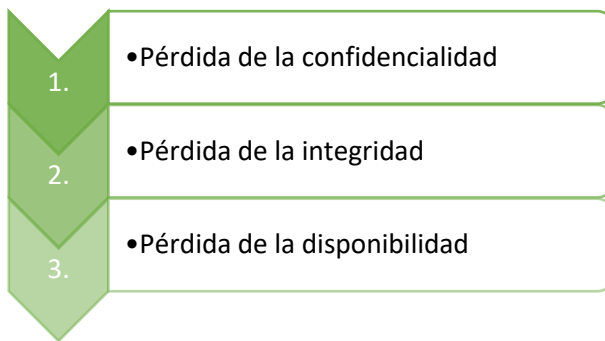 1.
•Pérdida de la confidencialidad
2.
•Pérdida de la integridad
3.
•Pérdida de la disponibilidad